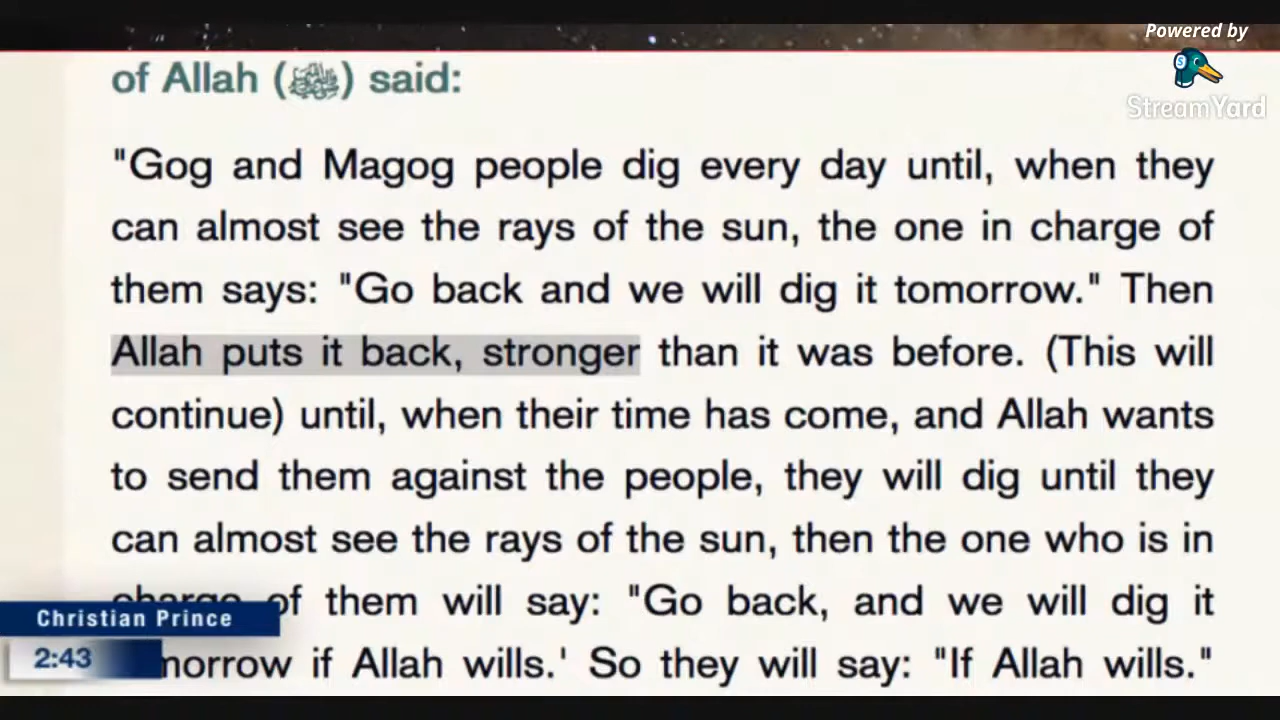 Powered by
StreamYard
of Allah (ﷺ) said:
"Gog and Magog people dig every day until, when they
can almost see the rays of the sun, the one in charge of
them says: "Go back and we will dig it tomorrow." Then
Allah puts it back, stronger than it was before. (This will
continue) until, when their time has come, and Allah wants
to send them against the people, they will dig until they
can almost see the rays of the sun, then the one who is in
charge of them will say: "Go back, and we will dig it
morrow if Allah wills.' So they will say: "If Allah wills."
Christian Prince
2:43